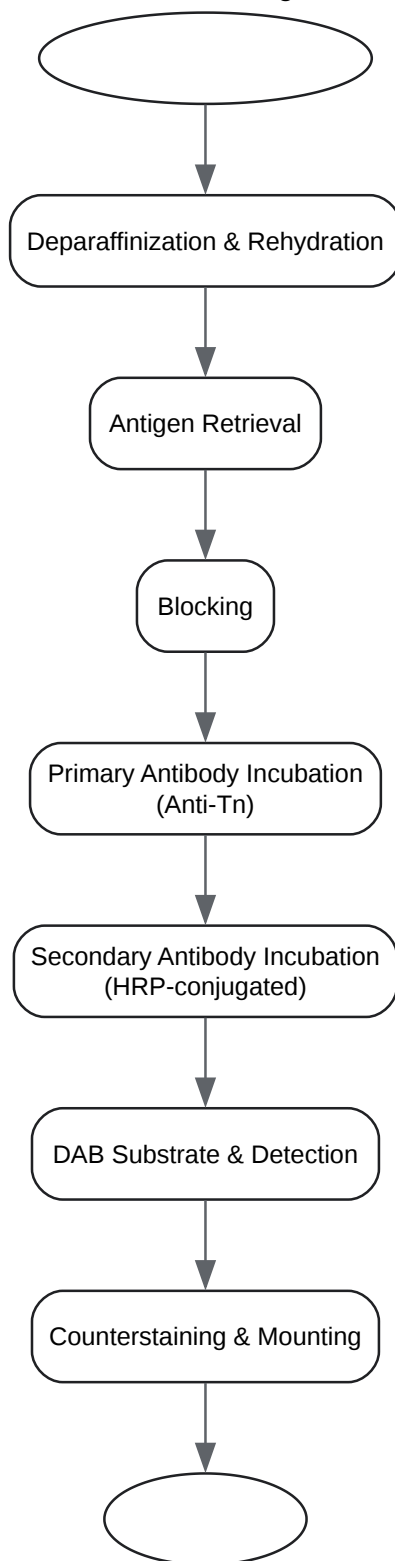 Deparaffinization & Rehydration
Antigen Retrieval
Blocking
Primary Antibody Incubation
(Anti-Tn)
Secondary Antibody Incubation
(HRP-conjugated)
DAB Substrate & Detection
Counterstaining & Mounting